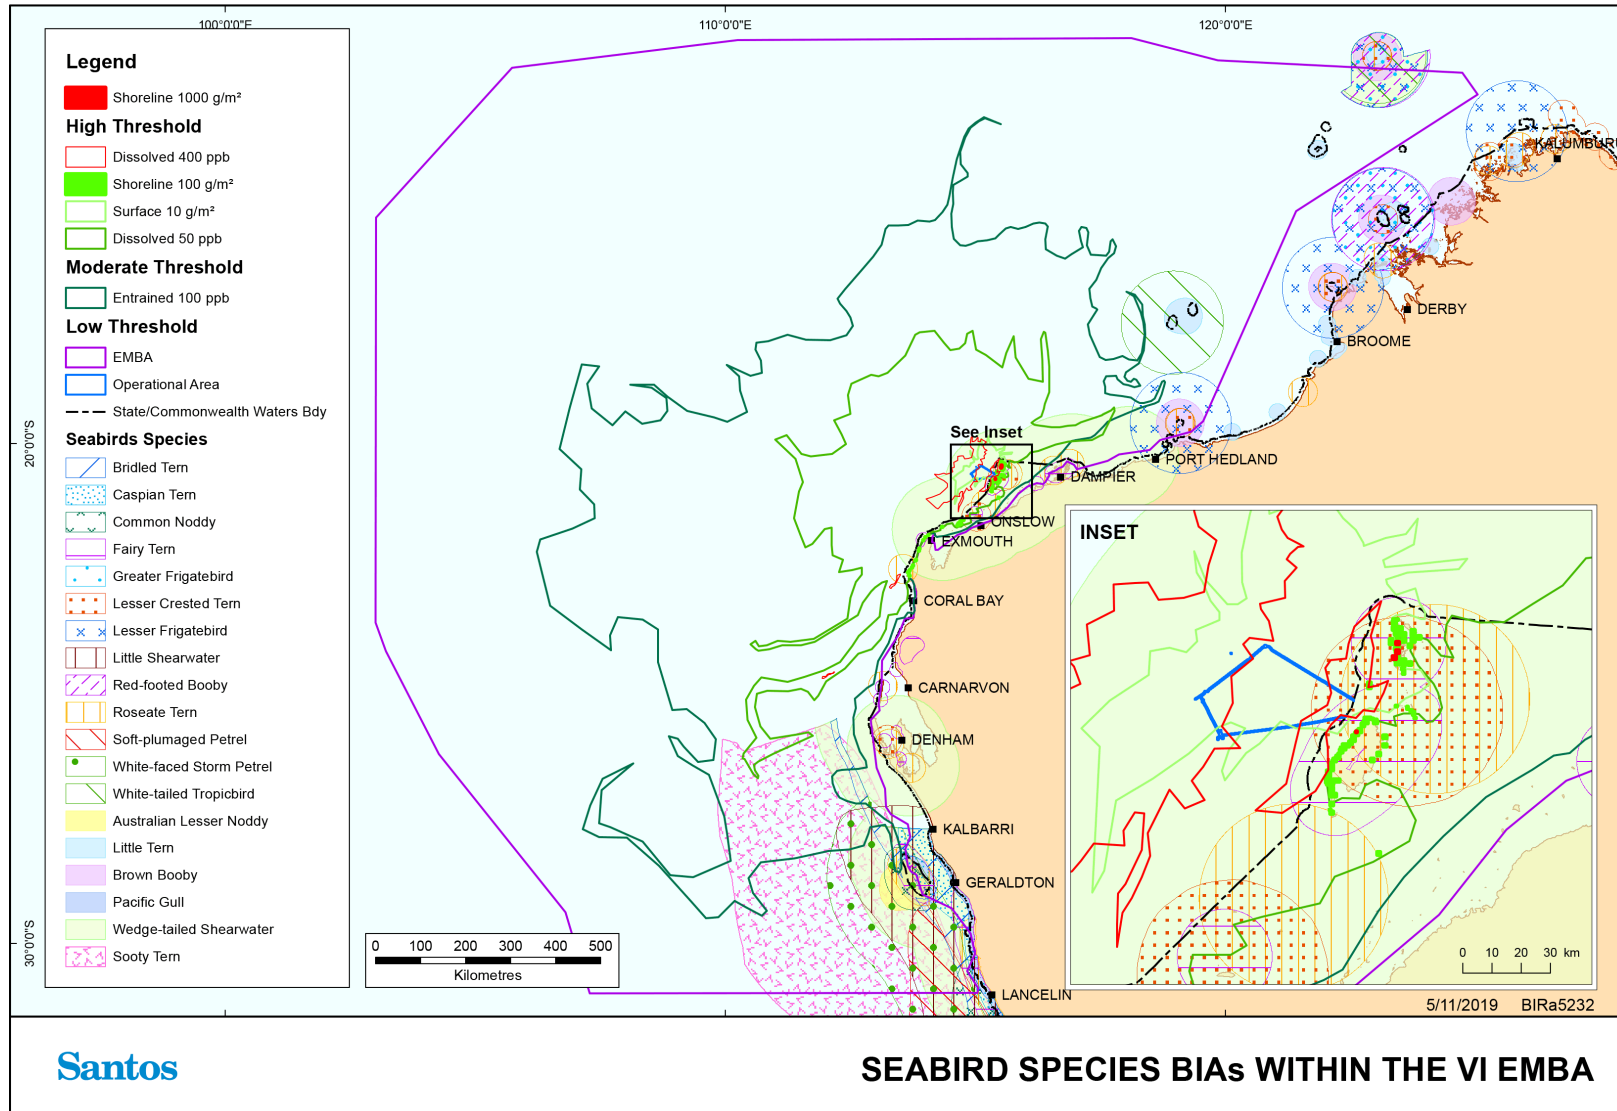 100°0'0"E
110°0'0"E
120°0'0"E
20°0'0"S
30°0'0"S
Legend
Shoreline 1000 g/m²
High Threshold
Dissolved 400 ppb
Shoreline 100 g/m²
Surface 10 g/m²
Dissolved 50 ppb
Moderate Threshold
Entrained 100 ppb
Low Threshold
EMBA
Operational Area
State/Commonwealth Waters Bdy
Seabirds Species
Bridled Tern
Caspian Tern
Common Noddy
Fairy Tern
Greater Frigatebird
Lesser Crested Tern
Lesser Frigatebird
Little Shearwater
Red-footed Booby
Roseate Tern
Soft-plumaged Petrel
White-faced Storm Petrel
White-tailed Tropicbird
Australian Lesser Noddy
Little Tern
Brown Booby
Pacific Gull
Wedge-tailed Shearwater
Sooty Tern
KALUMBURU
DERBY
BROOME
See Inset
PORT HEDLAND
DAMPIER
ONSLOW
EXMOUTH
CORAL BAY
CARNARVON
DENHAM
KALBARRI
GERALDTON
LANCELIN
0 100 200 300 400 500
Kilometres
INSET
0 10 20 30 km
5/11/2019 BIRa5232
Santos
SEABIRD SPECIES BIAs WITHIN THE VI EMBA